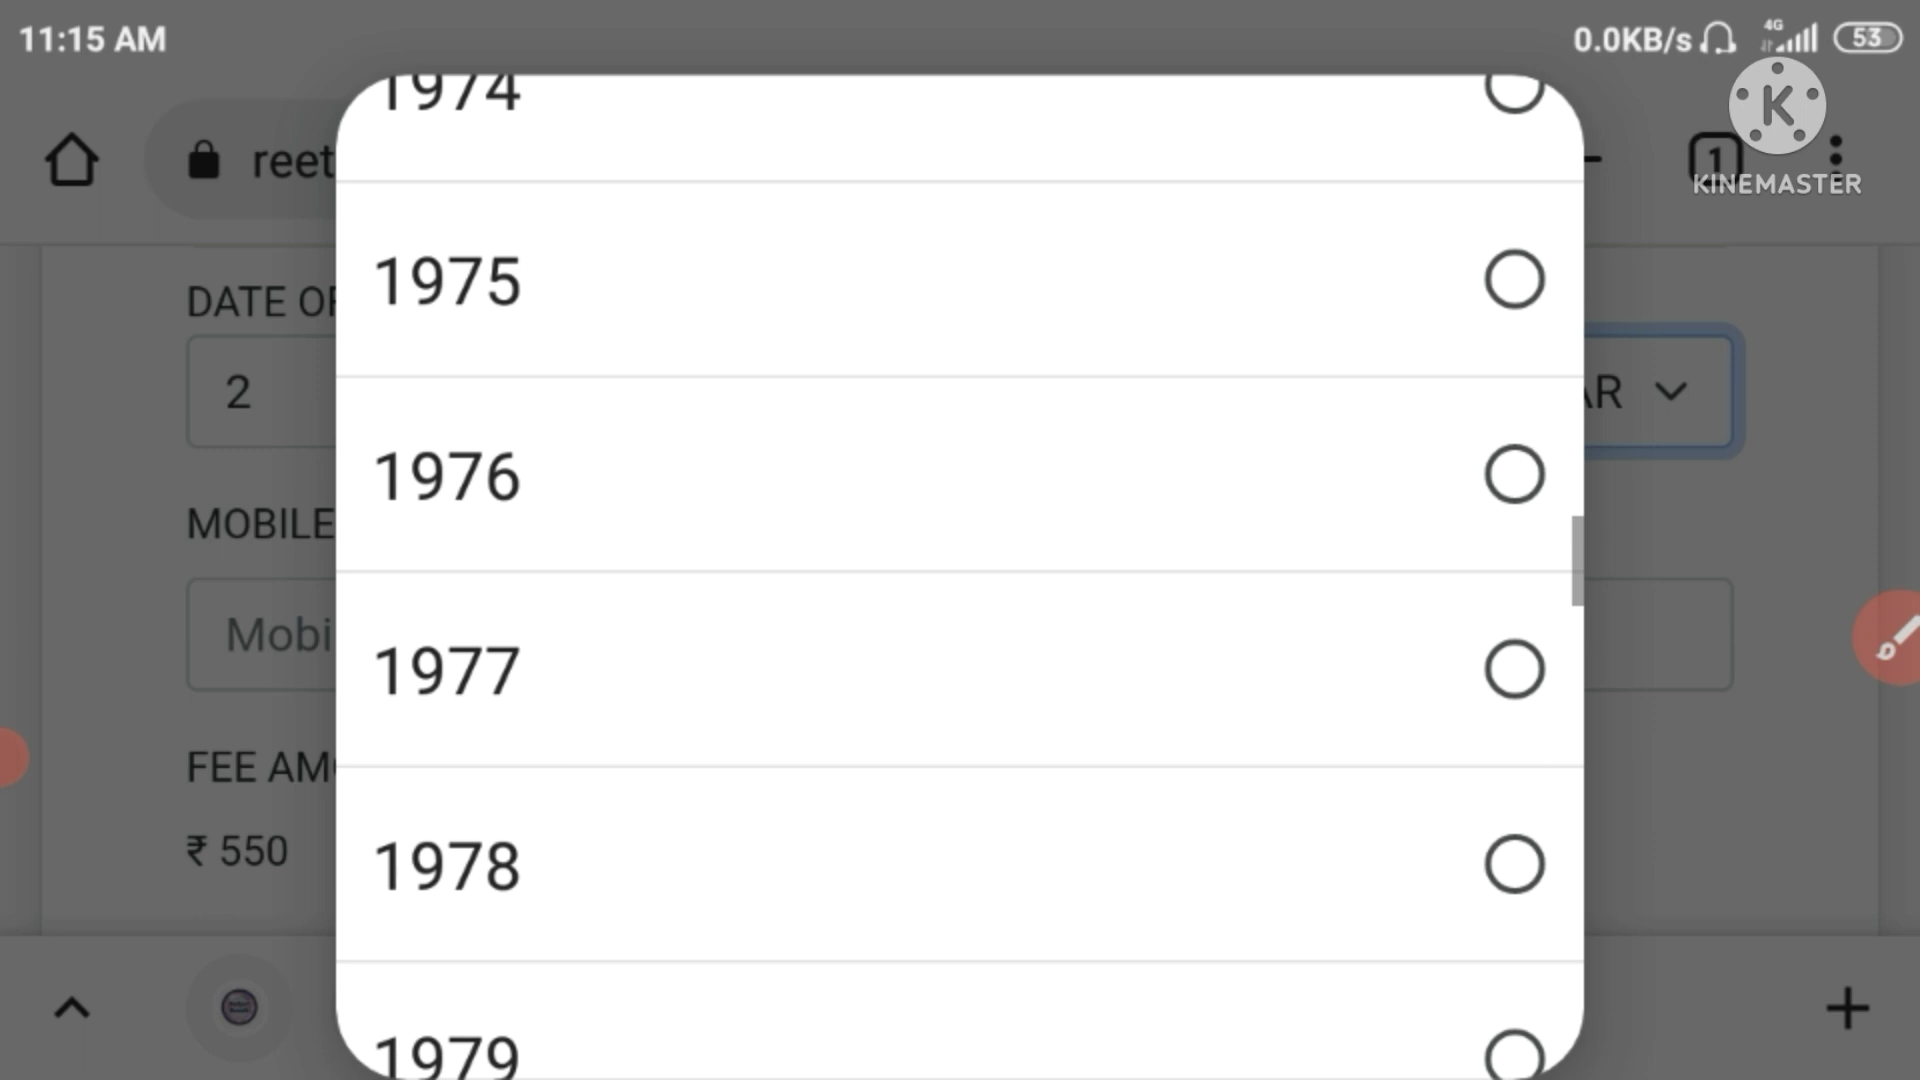 11:15 AM
0.0KB/s 4G 53
K
KINEMASTER
reet
1
1974
1975
DATE OF
2
AR
1976
MOBILE
Mobi
1977
FEE AM
₹ 550
1978
1979